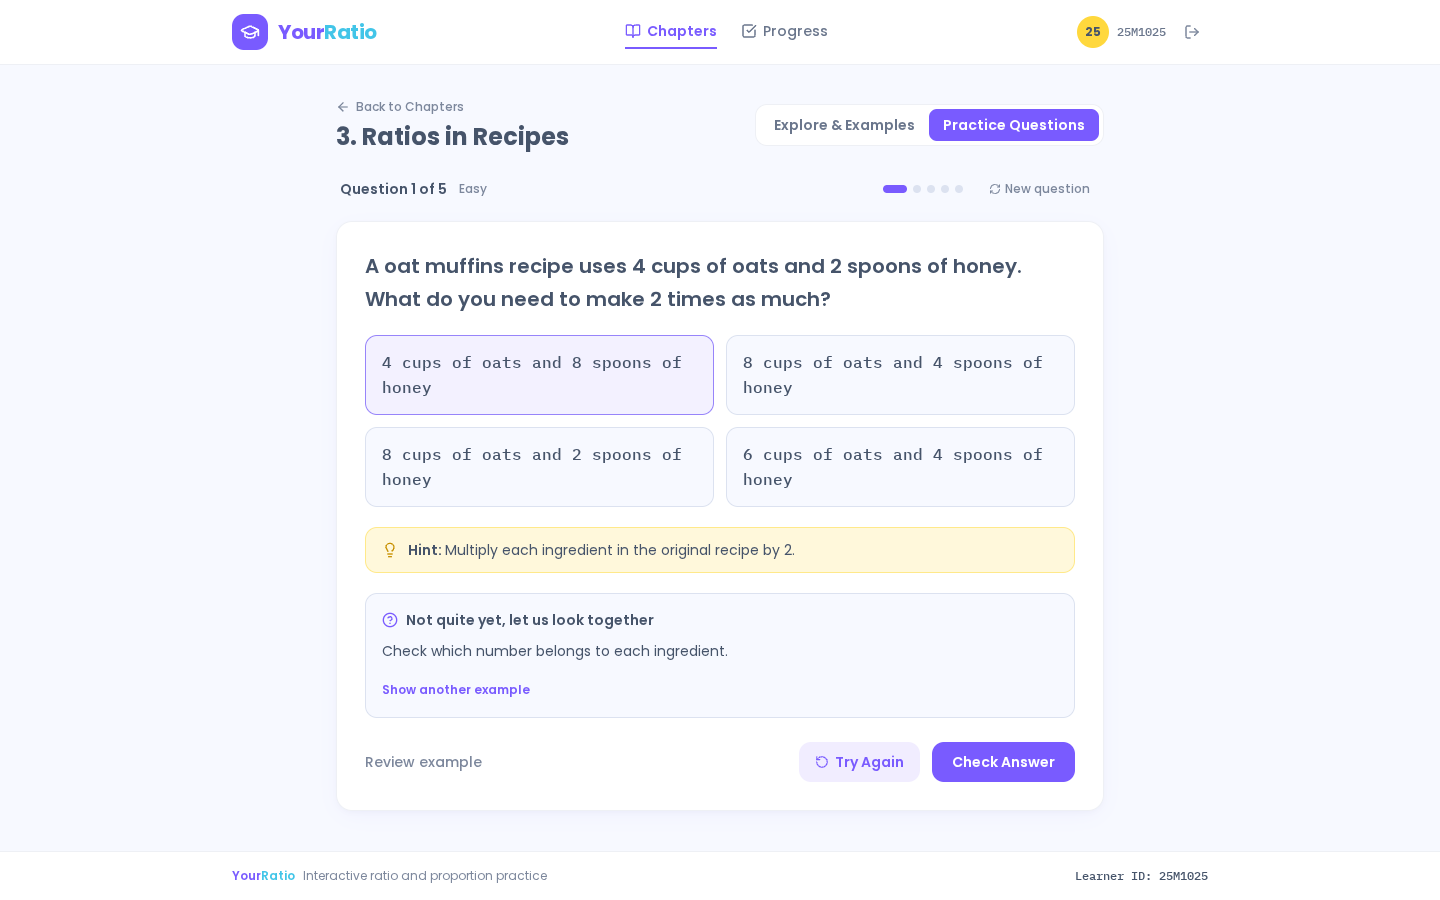 YourRatio
Chapters
Progress
25
25M1025
Back to Chapters
3. Ratios in Recipes
Explore & Examples
Practice Questions
Question 1 of 5
Easy
New question
A oat muffins recipe uses 4 cups of oats and 2 spoons of honey.
What do you need to make 2 times as much?
4 cups of oats and 8 spoons of
honey
8 cups of oats and 4 spoons of
honey
8 cups of oats and 2 spoons of
honey
6 cups of oats and 4 spoons of
honey
Hint: Multiply each ingredient in the original recipe by 2.
Not quite yet, let us look together
Check which number belongs to each ingredient.
Show another example
Review example
Try Again
Check Answer
YourRatio Interactive ratio and proportion practice
Learner ID: 25M1025